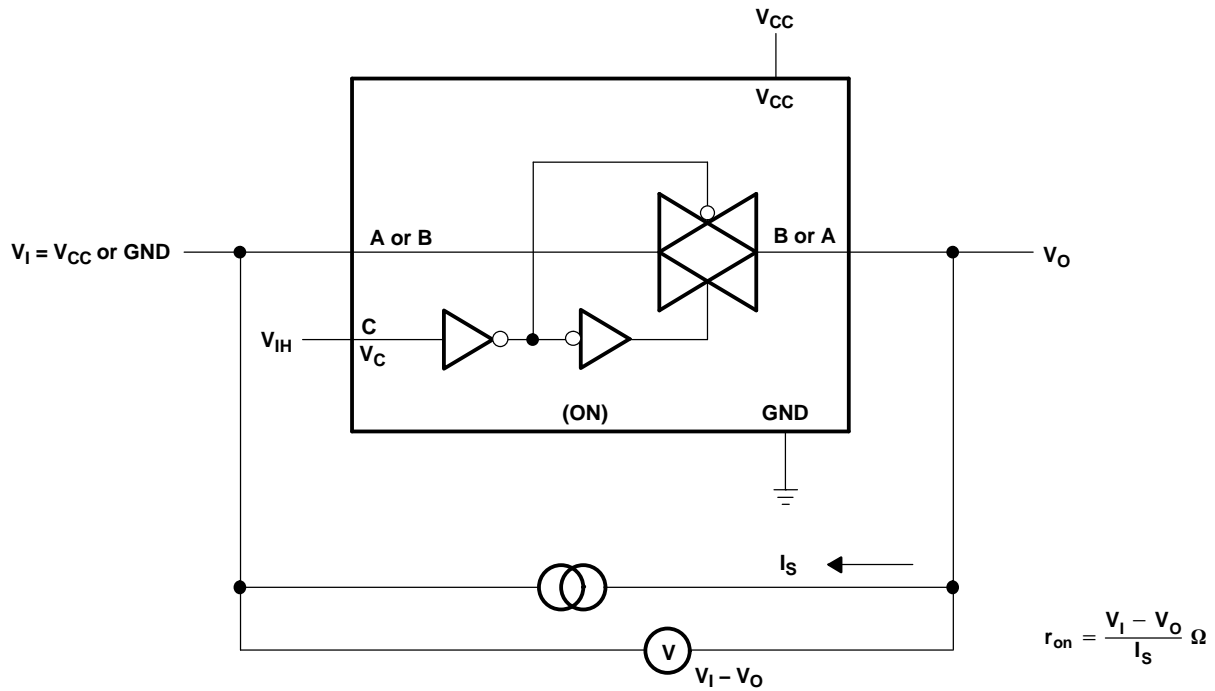 VCC
VCC
VI = VCC or GND
A or B
B or A
VO
VIH
C
VC
(ON)
GND
IS
V
VI – VO
ron = VI – VO / IS Ω